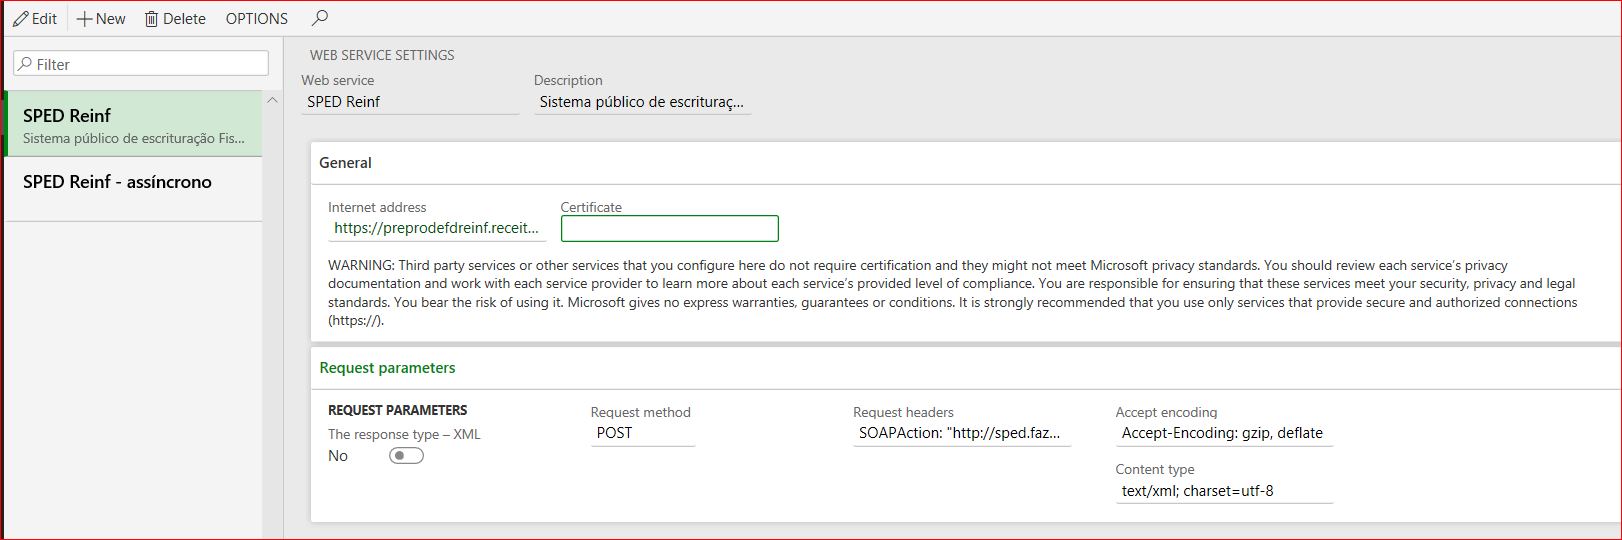 Edit
New
Delete
OPTIONS
Filter
SPED Reinf
Sistema público de escrituração Fis...
SPED Reinf - assíncrono
WEB SERVICE SETTINGS
Web service
Description
SPED Reinf
Sistema público de escrituraç...
General
Internet address
Certificate
https://preprodefdreinf.receit...
WARNING: Third party services or other services that you configure here do not require certification and they might not meet Microsoft privacy standards. You should review each service's privacy
documentation and work with each service provider to learn more about each service's provided level of compliance. You are responsible for ensuring that these services meet your security, privacy and legal
standards. You bear the risk of using it. Microsoft gives no express warranties, guarantees or conditions. It is strongly recommended that you use only services that provide secure and authorized connections
(https://).
Request parameters
REQUEST PARAMETERS
The response type – XML
No
Request method
POST
Request headers
SOAPAction: "http://sped.faz...
Accept encoding
Accept-Encoding: gzip, deflate
Content type
text/xml; charset=utf-8